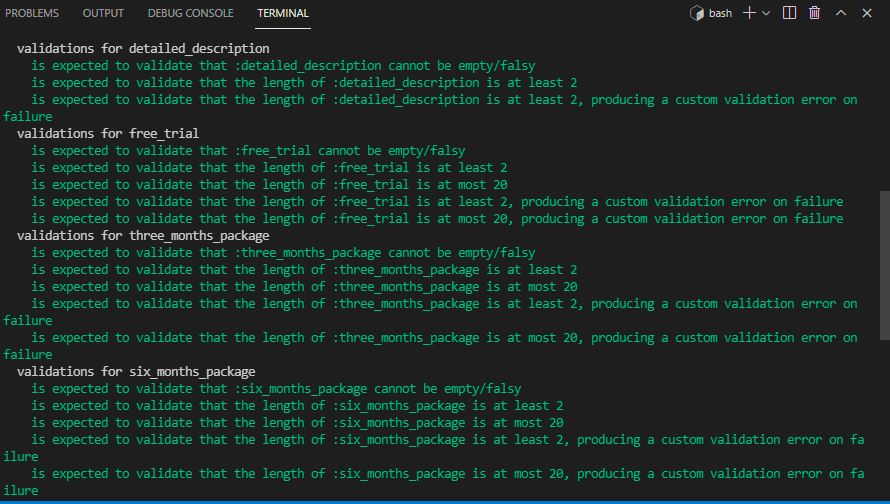 PROBLEMS OUTPUT DEBUG CONSOLE TERMINAL bash
validations for detailed_description
is expected to validate that :detailed_description cannot be empty/falsy
is expected to validate that the length of :detailed_description is at least 2
is expected to validate that the length of :detailed_description is at least 2, producing a custom validation error on
failure
validations for free_trial
is expected to validate that :free_trial cannot be empty/falsy
is expected to validate that the length of :free_trial is at least 2
is expected to validate that the length of :free_trial is at most 20
is expected to validate that the length of :free_trial is at least 2, producing a custom validation error on failure
is expected to validate that the length of :free_trial is at most 20, producing a custom validation error on failure
validations for three_months_package
is expected to validate that :three_months_package cannot be empty/falsy
is expected to validate that the length of :three_months_package is at least 2
is expected to validate that the length of :three_months_package is at most 20
is expected to validate that the length of :three_months_package is at least 2, producing a custom validation error on
failure
is expected to validate that the length of :three_months_package is at most 20, producing a custom validation error on
failure
validations for six_months_package
is expected to validate that :six_months_package cannot be empty/falsy
is expected to validate that the length of :six_months_package is at least 2
is expected to validate that the length of :six_months_package is at most 20
is expected to validate that the length of :six_months_package is at least 2, producing a custom validation error on fa
ilure
is expected to validate that the length of :six_months_package is at most 20, producing a custom validation error on fa
ilure